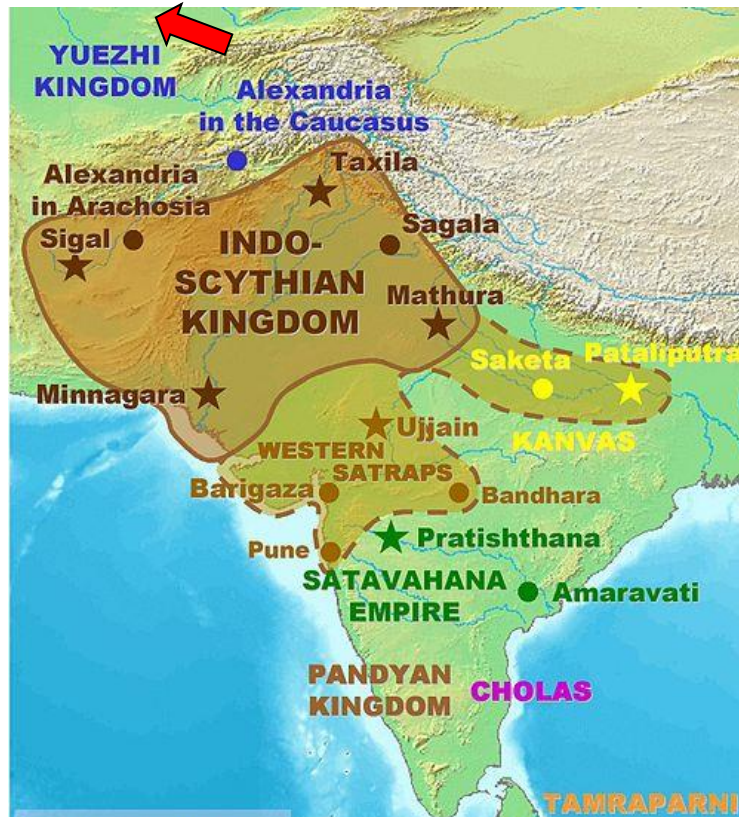 YUEZHI
KINGDOM
Alexandria
in the Caucasus
Taxila
Alexandria
in Arachosia
Sigal
Sagala
INDO-
SCYTHIAN
KINGDOM
Mathura
Saketa
Pataliputra
Minnagara
KANVAS
Ujjain
WESTERN
SATRAPS
Barigaza
Bandhara
Pratishthana
Pune
SATAVAHANA
EMPIRE
Amaravati
PANDYAN
KINGDOM
CHOLAS
TAMRAPARNI